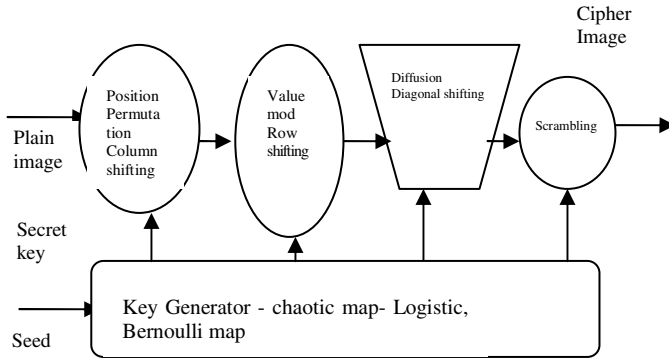 Cipher
Image
Position
Permuta
tion
Column
shifting
Value
mod
Row
shifting
Diffusion
Diagonal shifting
Scrambling
Plain
image
Secret
key
Key Generator - chaotic map- Logistic,
Bernoulli map
Seed